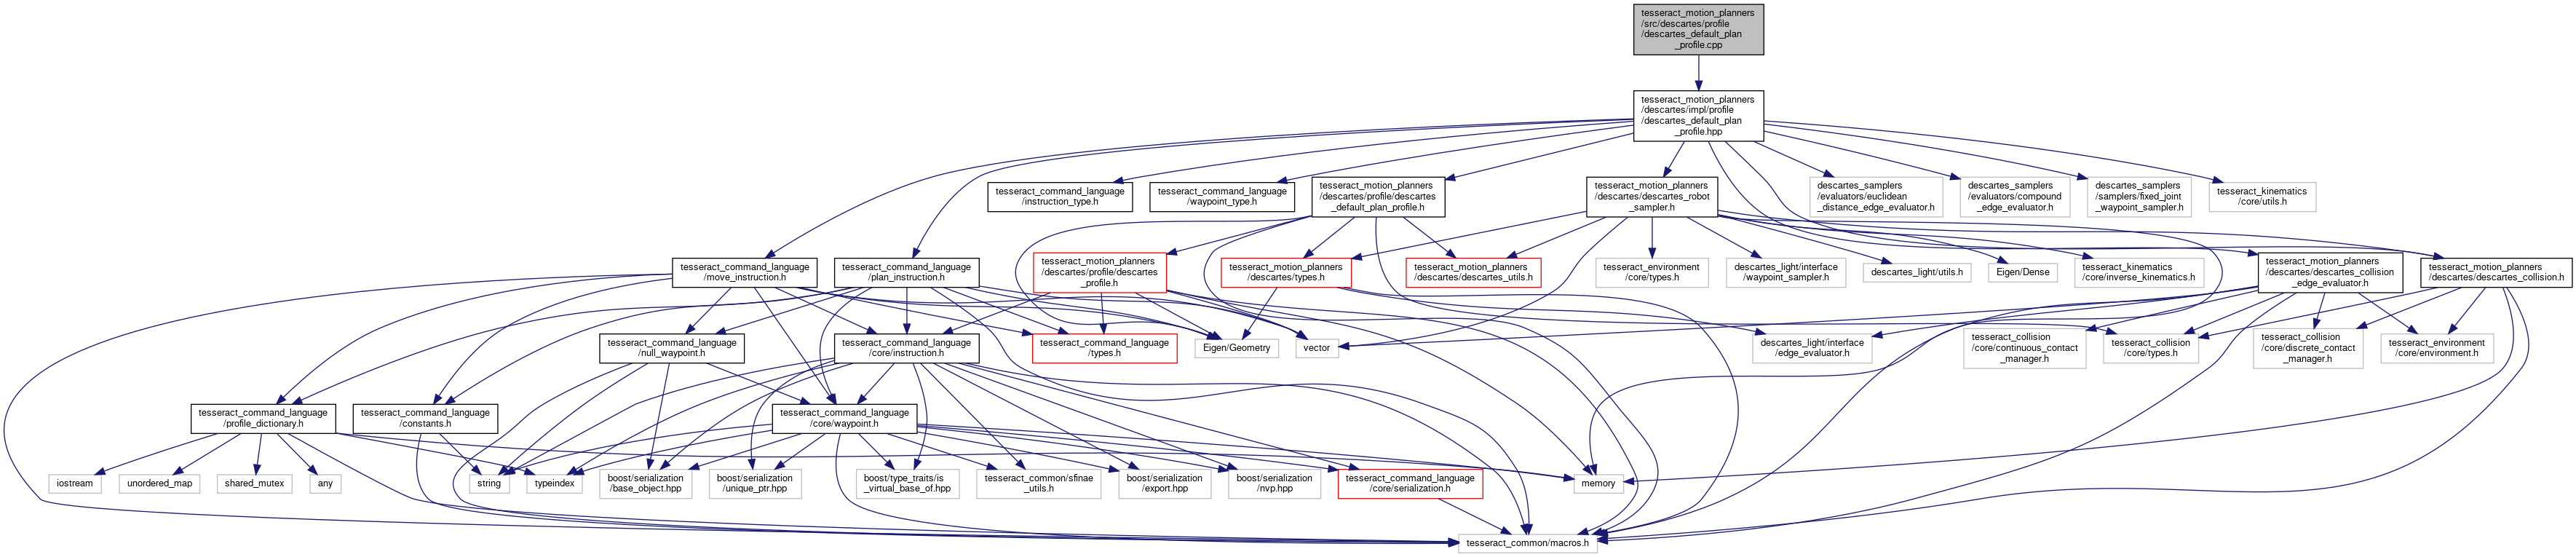 tesseract_motion_planners
/src/descartes/profile
/descartes_default_plan
_profile.cpp
tesseract_motion_planners
/descartes/impl/profile
/descartes_default_plan
_profile.hpp
tesseract_command_language
/instruction_type.h
tesseract_command_language
/waypoint_type.h
tesseract_motion_planners
/descartes/profile/descartes
_default_plan_profile.h
tesseract_motion_planners
/descartes/descartes_robot
_sampler.h
descartes_samplers
/evaluators/euclidean
_distance_edge_evaluator.h
descartes_samplers
/evaluators/compound
_edge_evaluator.h
descartes_samplers
/samplers/fixed_joint
_waypoint_sampler.h
tesseract_kinematics
/core/utils.h
tesseract_command_language
/move_instruction.h
tesseract_command_language
/plan_instruction.h
tesseract_motion_planners
/descartes/profile/descartes
_profile.h
tesseract_motion_planners
/descartes/types.h
tesseract_motion_planners
/descartes/descartes_utils.h
tesseract_environment
/core/types.h
descartes_light/interface
/waypoint_sampler.h
descartes_light/utils.h
Eigen/Dense
tesseract_kinematics
/core/inverse_kinematics.h
tesseract_motion_planners
/descartes/descartes_collision
_edge_evaluator.h
tesseract_motion_planners
/descartes/descartes_collision.h
tesseract_command_language
/null_waypoint.h
tesseract_command_language
/core/instruction.h
tesseract_command_language
/types.h
Eigen/Geometry
vector
descartes_light/interface
/edge_evaluator.h
tesseract_collision
/core/continuous_contact
_manager.h
tesseract_collision
/core/types.h
tesseract_collision
/core/discrete_contact
_manager.h
tesseract_environment
/core/environment.h
tesseract_command_language
/profile_dictionary.h
tesseract_command_language
/constants.h
tesseract_command_language
/core/waypoint.h
iostream
unordered_map
shared_mutex
any
string
typeindex
boost/serialization
/base_object.hpp
boost/serialization
/unique_ptr.hpp
boost/type_traits/is
_virtual_base_of.hpp
tesseract_common/sfinae
_utils.h
boost/serialization
/export.hpp
boost/serialization
/nvp.hpp
tesseract_command_language
/core/serialization.h
memory
tesseract_common/macros.h